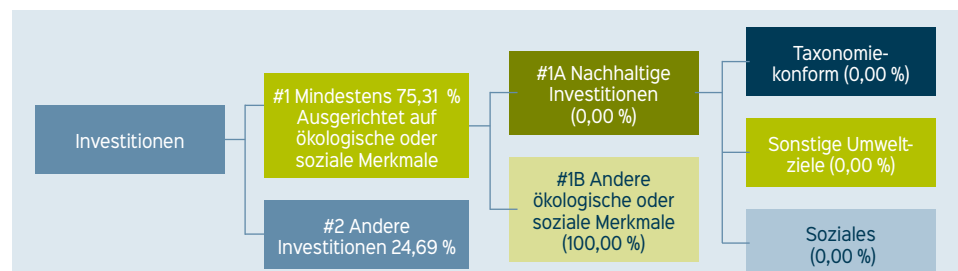 Investitionen
#1 Mindestens 75,31 %
Ausgerichtet auf
ökologische oder
soziale Merkmale
#2 Andere
Investitionen 24,69 %
#1A Nachhaltige
Investitionen
(0,00 %)
#1B Andere
ökologische oder
soziale Merkmale
(100,00 %)
Taxonomie-
konform (0,00 %)
Sonstige Umwelt-
ziele (0,00 %)
Soziales
(0,00 %)